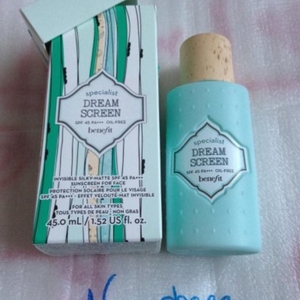 specialist
DREAM
SCREEN
SPF 45 PA+++ OIL-FREE
benefit
INVISIBLE SILKY-MATTE SPF 45 PA+++
SUNSCREEN FOR FACE
PROTECTION SOLAIRE POUR LE VISAGE
SPF 45 PA+++ - EFFET VELOUTÉ-MAT INVISIBLE
FOR ALL SKIN TYPES
TOUS TYPES DE PEAU NON GRAS
45.0 mL / 1.52 US fl. oz.
specialist
DREAM
SCREEN
SPF 45 PA+++ OIL-FREE
benefit